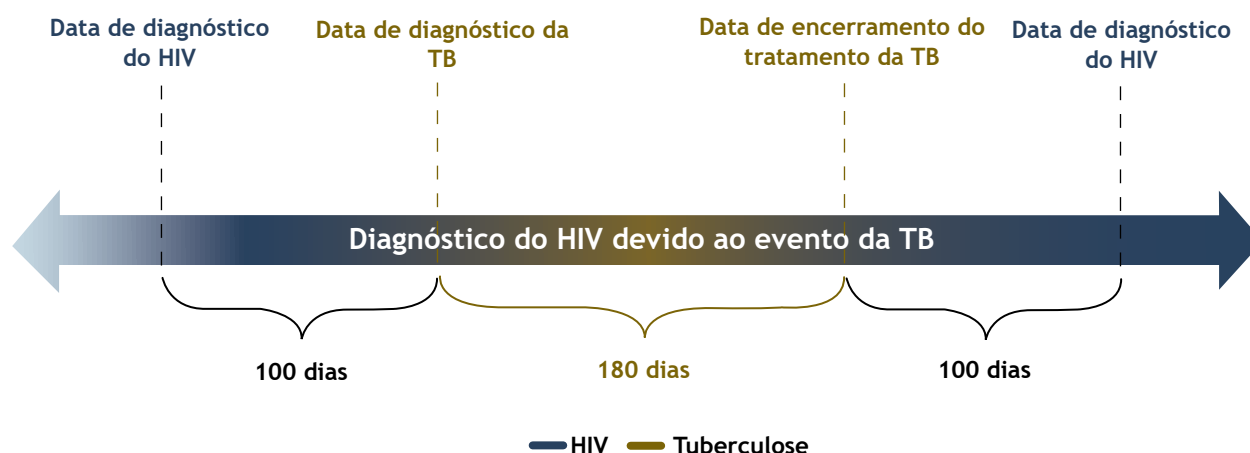 Data de diagnóstico
do HIV
Data de diagnóstico da
TB
Data de encerramento do
tratamento da TB
Data de diagnóstico
do HIV
Diagnóstico do HIV devido ao evento da TB
100 dias
180 dias
100 dias
HIV
Tuberculose